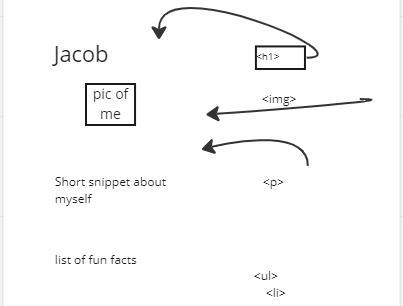 Jacob
<h1>
pic of
me
<img>
Short snippet about
myself
<p>
list of fun facts
<ul>
<li>